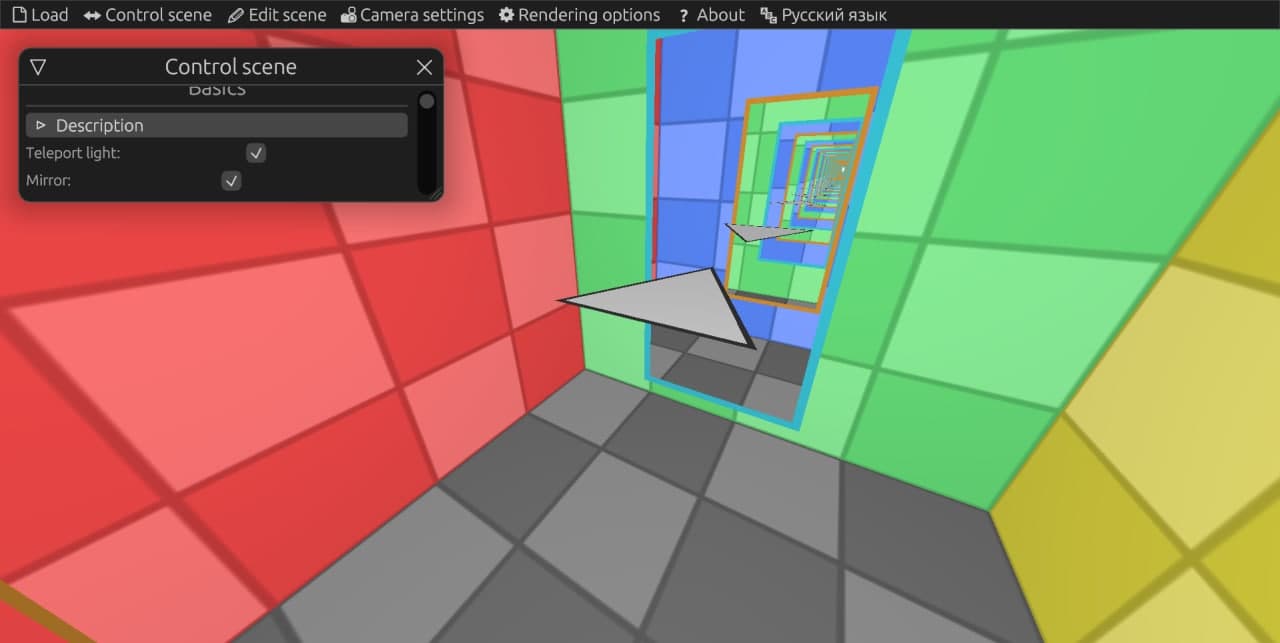 Load Control scene Edit scene Camera settings Rendering options ? About Русский язык
Control scene
Basics
Description
Teleport light:
Mirror: